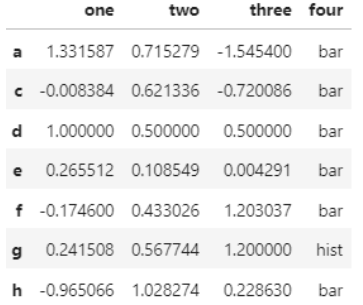 one two three four
a 1.331587 0.715279 -1.545400 bar
c -0.008384 0.621336 -0.720086 bar
d 1.000000 0.500000 0.500000 bar
e 0.265512 0.108549 0.004291 bar
f -0.174600 0.433026 1.203037 bar
g 0.241508 0.567744 1.200000 hist
h -0.965066 1.028274 0.228630 bar